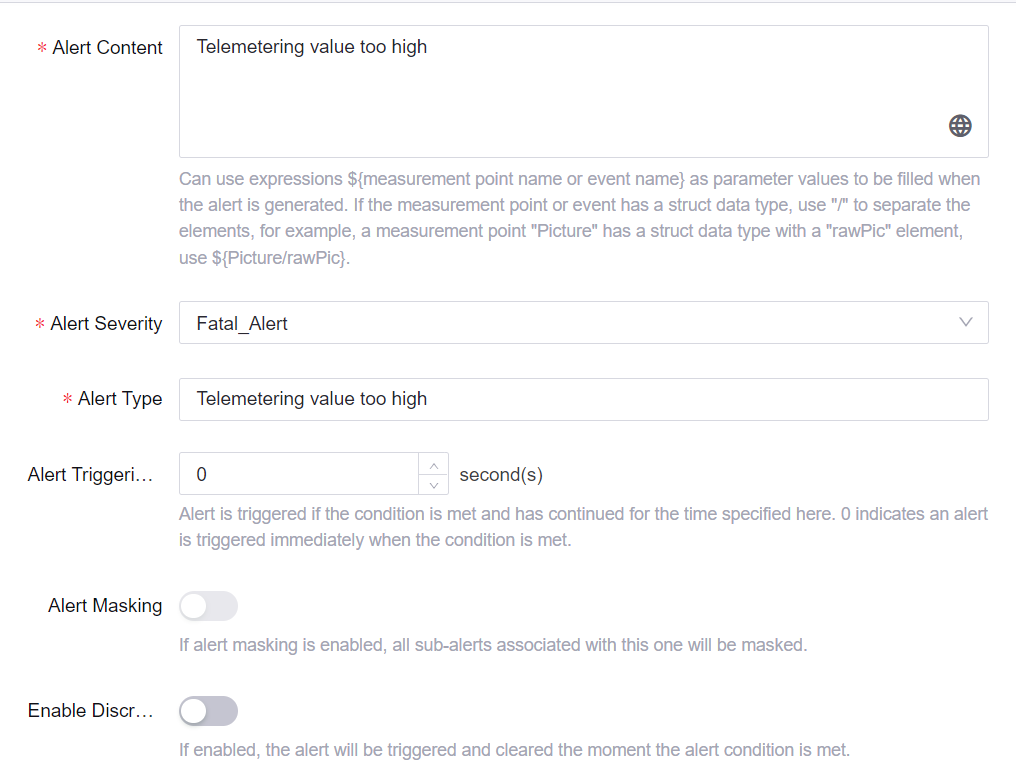 * Alert Content
Telemetering value too high
Can use expressions ${measurement point name or event name} as parameter values to be filled when
the alert is generated. If the measurement point or event has a struct data type, use "/" to separate the
elements, for example, a measurement point "Picture" has a struct data type with a "rawPic" element,
use ${Picture/rawPic}.
* Alert Severity
Fatal_Alert
* Alert Type
Telemetering value too high
Alert Triggeri…
0
second(s)
Alert is triggered if the condition is met and has continued for the time specified here. 0 indicates an alert
is triggered immediately when the condition is met.
Alert Masking
If alert masking is enabled, all sub-alerts associated with this one will be masked.
Enable Discr…
If enabled, the alert will be triggered and cleared the moment the alert condition is met.